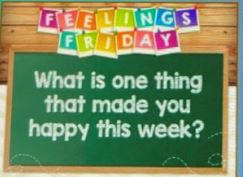 FEELINGS
FRIDAY
What is one thing
that made you
happy this week?